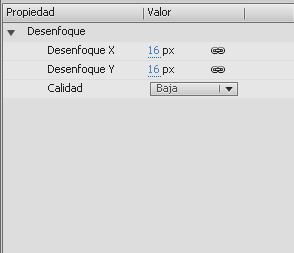 Propiedad Valor
Desenfoque
Desenfoque X 16 px
Desenfoque Y 16 px
Calidad Baja